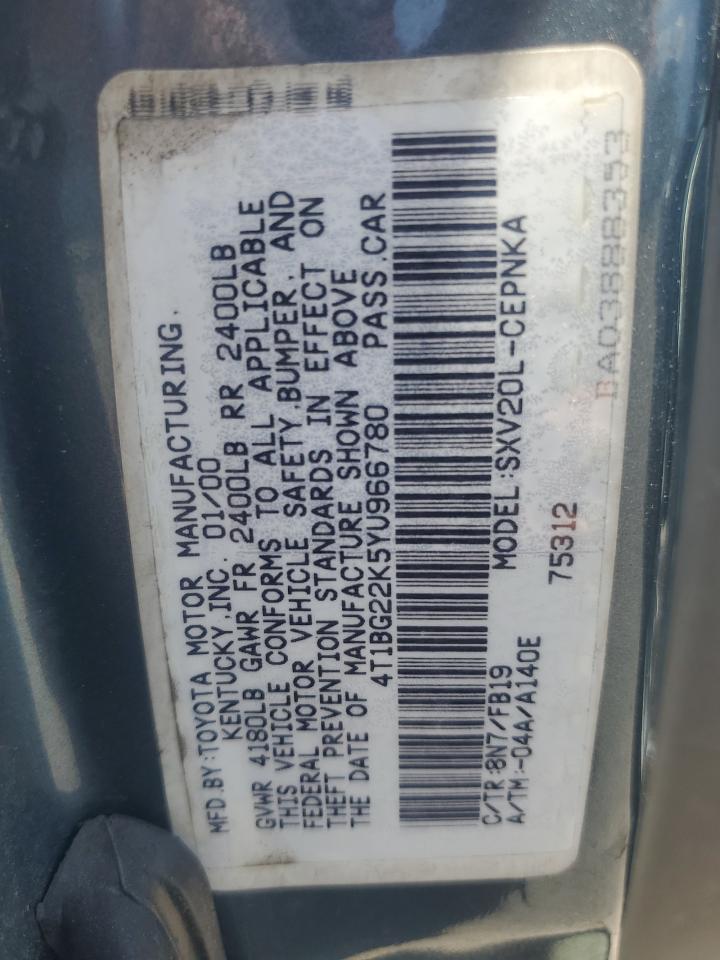 MFD.BY:TOYOTA MOTOR MANUFACTURING.
KENTUCKY,INC. 01/00
GVWR 4180LB GAWR FR 2400LB RR 2400LB
THIS VEHICLE CONFORMS TO ALL APPLICABLE
FEDERAL MOTOR VEHICLE SAFETY,BUMPER, AND
THEFT PREVENTION STANDARDS IN EFFECT ON
THE DATE OF MANUFACTURE SHOWN ABOVE
4T1BG22K5YU966780 PASS.CAR
C/TR:8N7/FB19 MODEL:SXV20L-CEPNKA
A/TM:-04A/A140E
75312
BA03888353